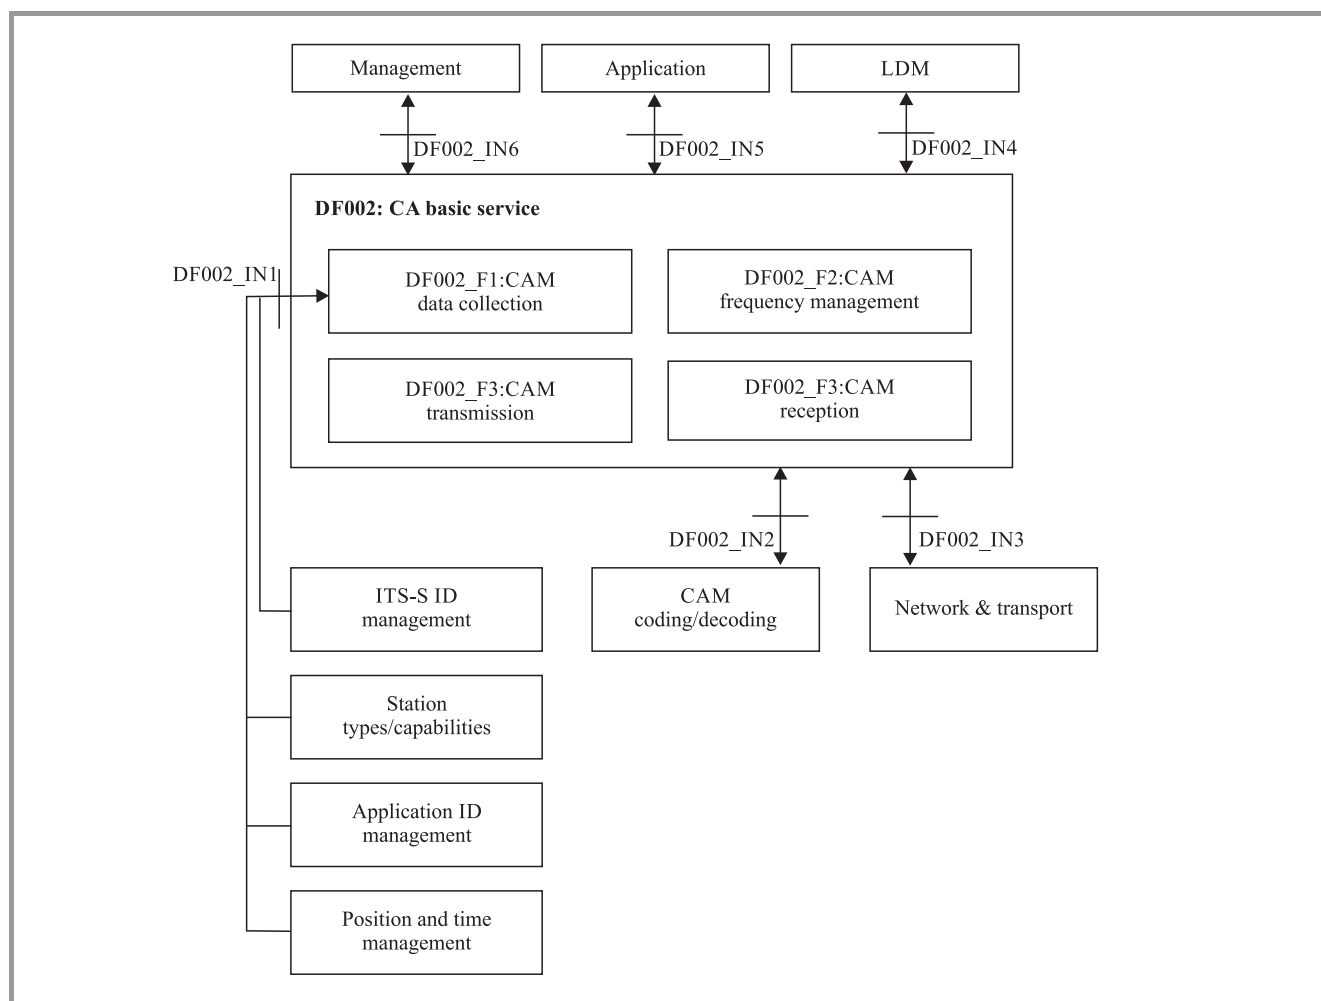 Management
Application
LDM
DF002_IN6
DF002_IN5
DF002_IN4
DF002: CA basic service
DF002_IN1
DF002_F1:CAM
data collection
DF002_F2:CAM
frequency management
DF002_F3:CAM
transmission
DF002_F3:CAM
reception
DF002_IN2
DF002_IN3
ITS-S ID
management
CAM
coding/decoding
Network & transport
Station
types/capabilities
Application ID
management
Position and time
management